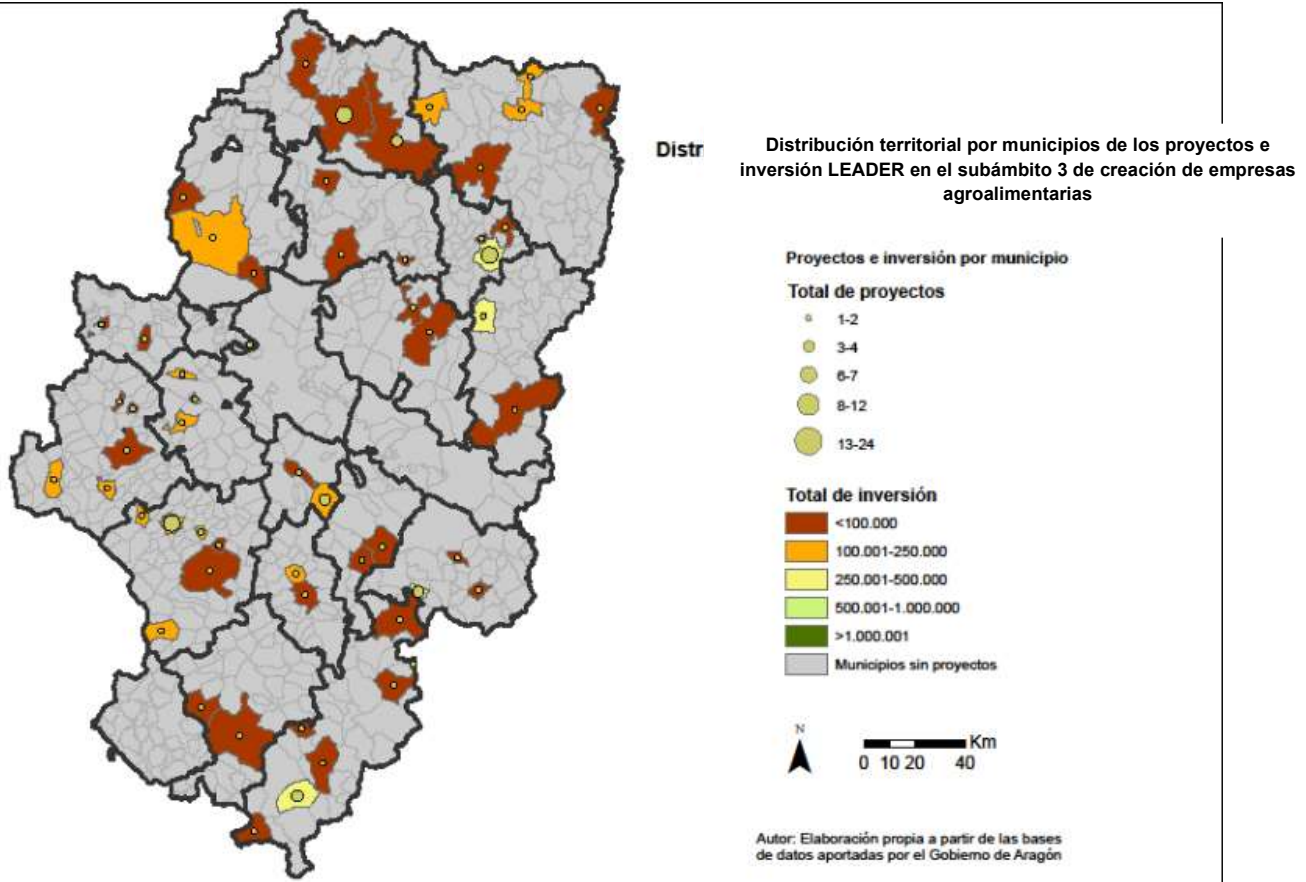 Distr
Distribución territorial por municipios de los proyectos e
inversión LEADER en el subámbito 3 de creación de empresas
agroalimentarias
Proyectos e inversión por municipio
Total de proyectos
1-2
3-4
6-7
8-12
13-24
Total de inversión
<100.000
100.001-250.000
250.001-500.000
500.001-1.000.000
>1.000.001
Municipios sin proyectos
N
Km
0 10 20 40
Autor: Elaboración propia a partir de las bases
de datos aportadas por el Gobierno de Aragón